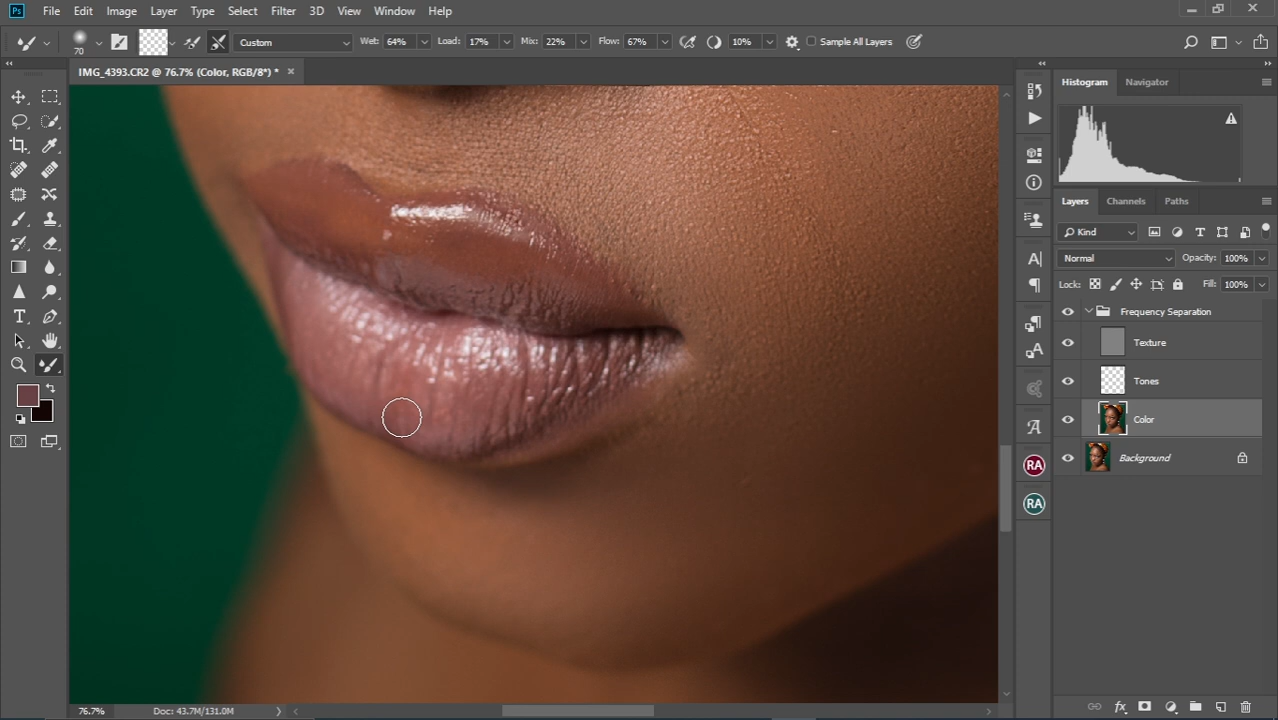 Ps File Edit Image Layer Type Select Filter 3D View Window Help
70 Custom Wet: 64% Load: 17% Mix: 22% Flow: 67% 10% Sample All Layers
IMG_4393.CR2 @ 76.7% (Color, RGB/8*) * ×
Histogram Navigator
Layers Channels Paths
Kind
Normal Opacity: 100%
Lock: Fill: 100%
Frequency Separation
Texture
Tones
Color
Background
RA
RA
76.7% Doc: 43.7M/131.0M